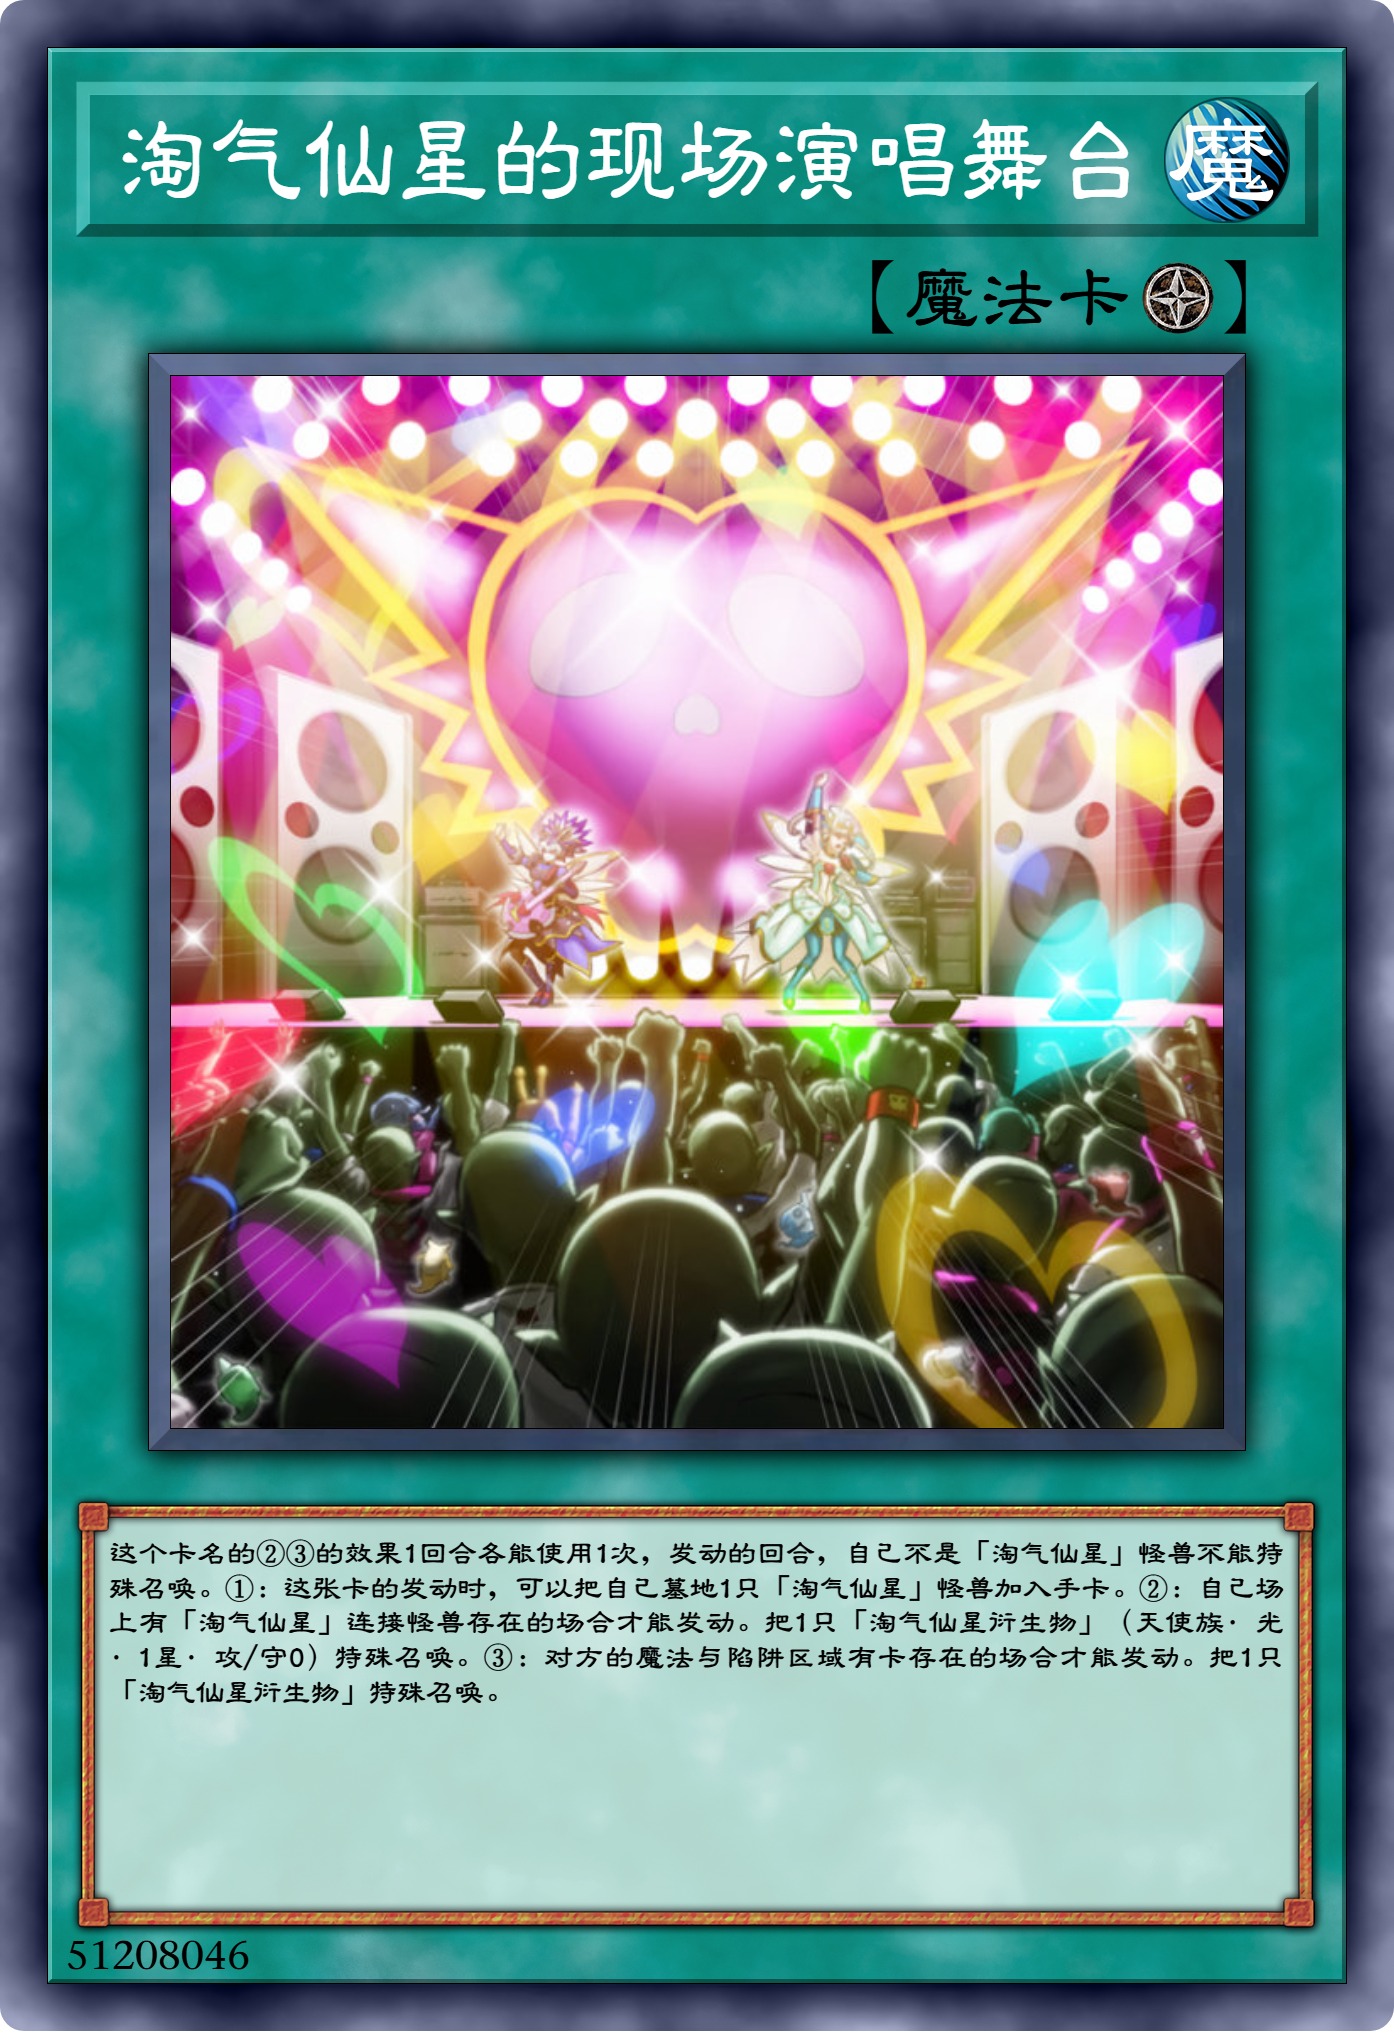 淘气仙星的现场演唱舞台 魔
【魔法卡】
这个卡名的②③的效果1回合各能使用1次，发动的回合，自己不是「淘气仙星」怪兽不能特
殊召唤。①：这张卡的发动时，可以把自己墓地1只「淘气仙星」怪兽加入手卡。②：自己场
上有「淘气仙星」连接怪兽存在的场合才能发动。把1只「淘气仙星衍生物」（天使族·光
·1星·攻/守0）特殊召唤。③：对方的魔法与陷阱区域有卡存在的场合才能发动。把1只
「淘气仙星衍生物」特殊召唤。
51208046